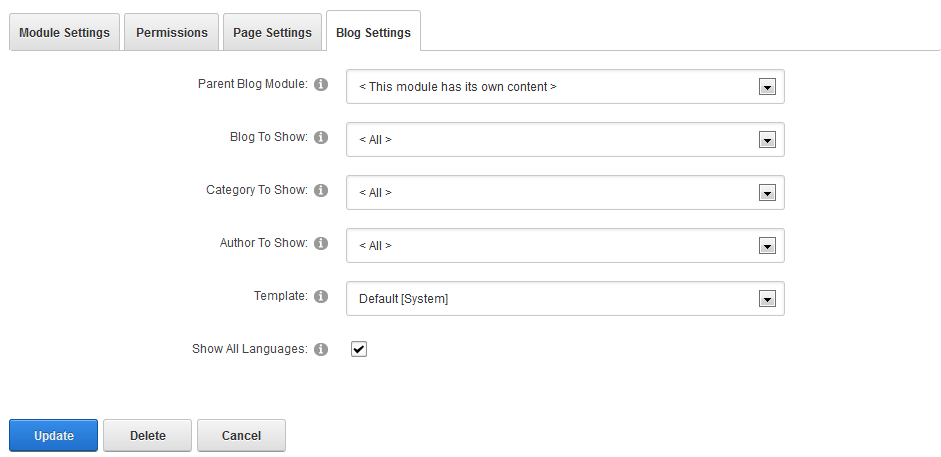 Module Settings Permissions Page Settings Blog Settings
Parent Blog Module: < This module has its own content >
Blog To Show: < All >
Category To Show: < All >
Author To Show: < All >
Template: Default [System]
Show All Languages:
Update Delete Cancel